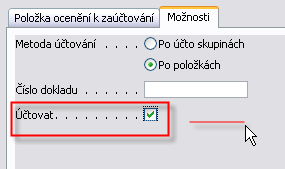 Položka ocenění k zaúčtování Možnosti
Metoda účtování . . . . . Po účto skupinách
Po položkách
Číslo dokladu . . . . . . .
Účtovat . . . . . . . . . .